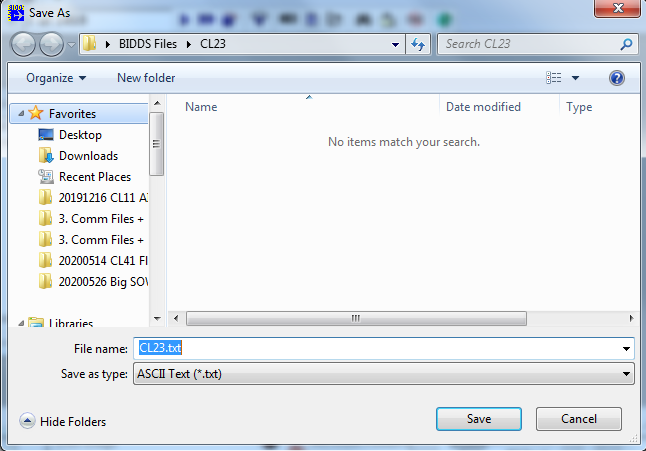 BIDDS
Save As
BIDDS Files CL23
Search CL23
Organize New folder
Name Date modified Type
No items match your search.
Favorites
Desktop
Downloads
Recent Places
20191216 CL11
3. Comm Files +
3. Comm Files +
20200514 CL41
20200526 Big
Libraries
File name: CL23.txt
Save as type: ASCII Text (*.txt)
Hide Folders
Save Cancel